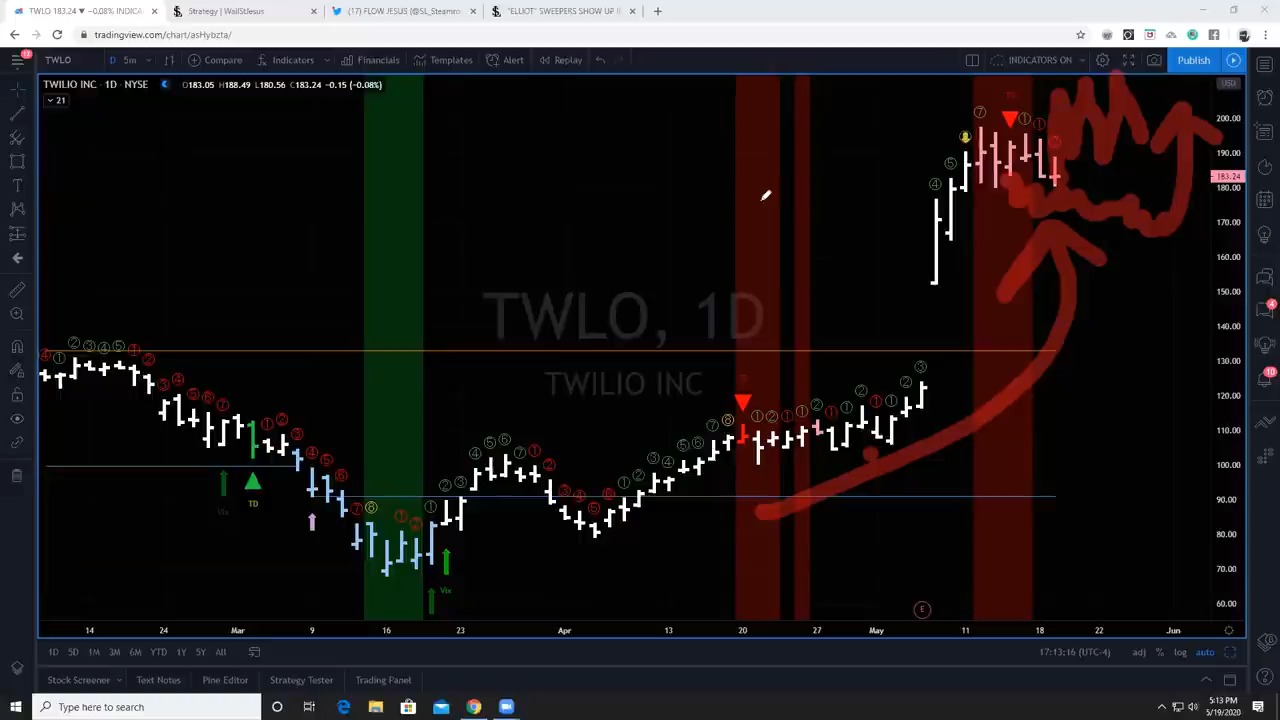 TWLO 183.24 ▼ −0.08% INDICA
Strategy | WallStJesus
(17) FLOW JESUS (@SL_Steamro
"ELLIOT" SWEEPERS SHOW UP I
tradingview.com/chart/asHybzta/
12
TWLO
D
5m
Compare
Indicators
Financials
Templates
Alert
Replay
INDICATORS ON
Publish
TWILIO INC · 1D · NYSE
O183.05 H188.49 L180.56 C183.24 −0.15 (−0.08%)
21
USD
200.00
190.00
183.24
180.00
170.00
160.00
150.00
140.00
130.00
120.00
110.00
100.00
90.00
80.00
70.00
60.00
TWLO, 1D
TWILIO INC
TD
Vix
Vix
E
4
10
14
24
Mar
9
16
23
Apr
13
20
27
May
11
18
22
Jun
1D 5D 1M 3M 6M YTD 1Y 5Y All
17:13:16 (UTC-4)
adj % log auto
Stock Screener
Text Notes
Pine Editor
Strategy Tester
Trading Panel
Type here to search
5:13 PM
5/19/2020